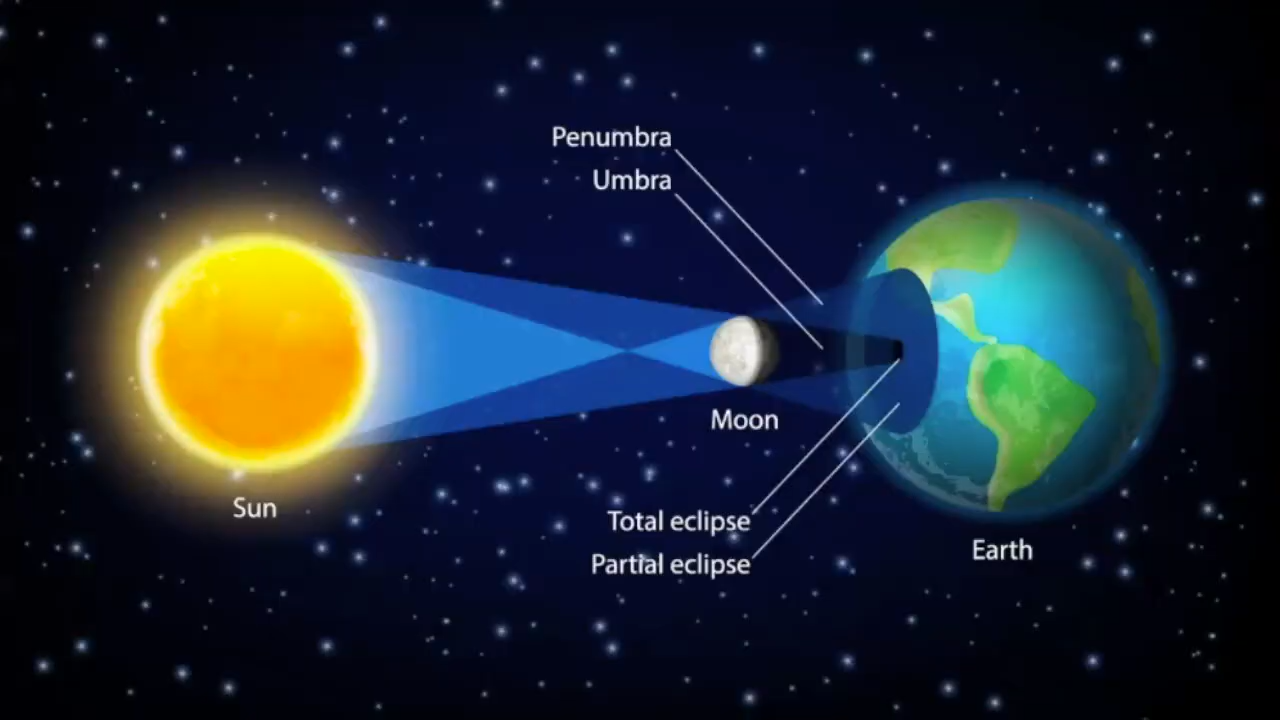 Penumbra
Umbra
Moon
Sun
Total eclipse
Partial eclipse
Earth